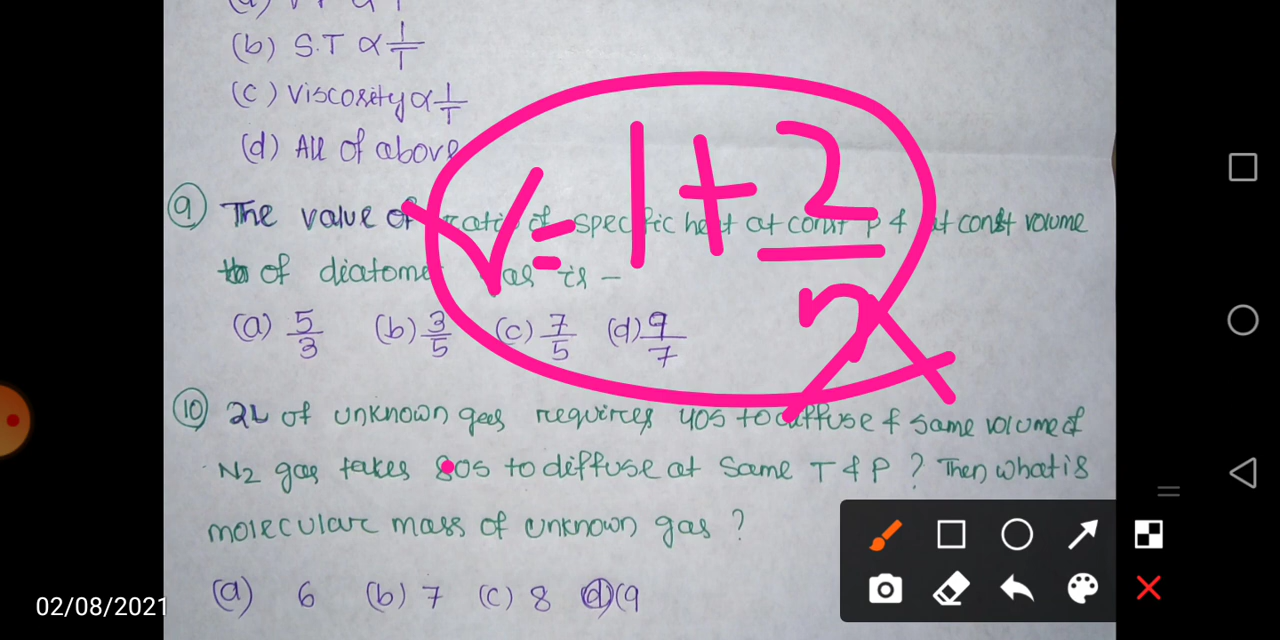 (b) S.T ∝ 1/T
(c) Viscosity ∝ 1/T
(d) All of above
γ = 1 + 2/x
(9) The value of ratio of specific heat at const P & at const volume
of diatomic gas is –
(a) 5/3 (b) 3/5 (c) 7/5 (d) 9/7
(10) 2L of unknown gas requires 40s to diffuse & same volume of
N2 gas takes 80s to diffuse at same T & P ? Then what is
molecular mass of unknown gas ?
(a) 6 (b) 7 (c) 8 (d) 9
02/08/2021